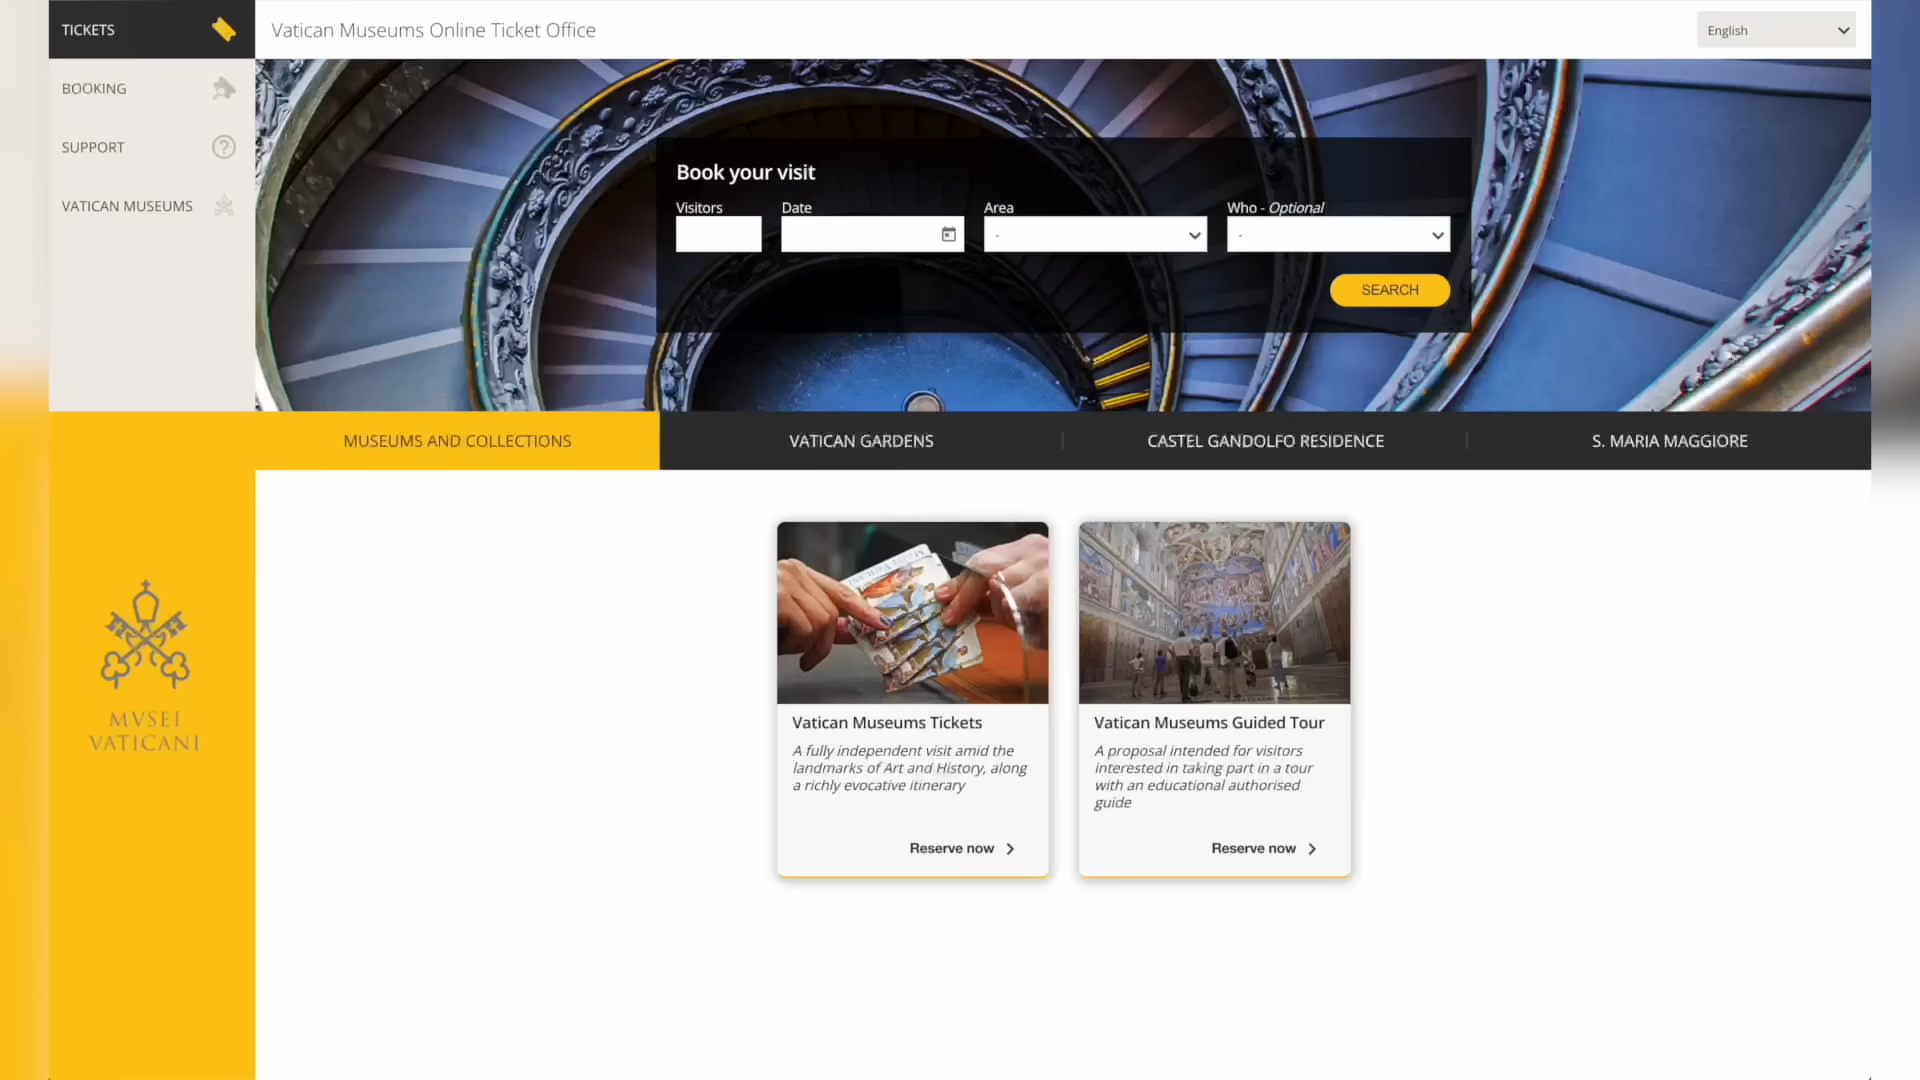 TICKETS
Vatican Museums Online Ticket Office
English
BOOKING
SUPPORT
VATICAN MUSEUMS
Book your visit
Visitors
Date
Area
Who - Optional
-
-
SEARCH
MUSEUMS AND COLLECTIONS
VATICAN GARDENS
CASTEL GANDOLFO RESIDENCE
S. MARIA MAGGIORE
MVSEI
VATICANI
Vatican Museums Tickets
A fully independent visit amid the
landmarks of Art and History, along
a richly evocative itinerary
Reserve now
Vatican Museums Guided Tour
A proposal intended for visitors
interested in taking part in a tour
with an educational authorised
guide
Reserve now